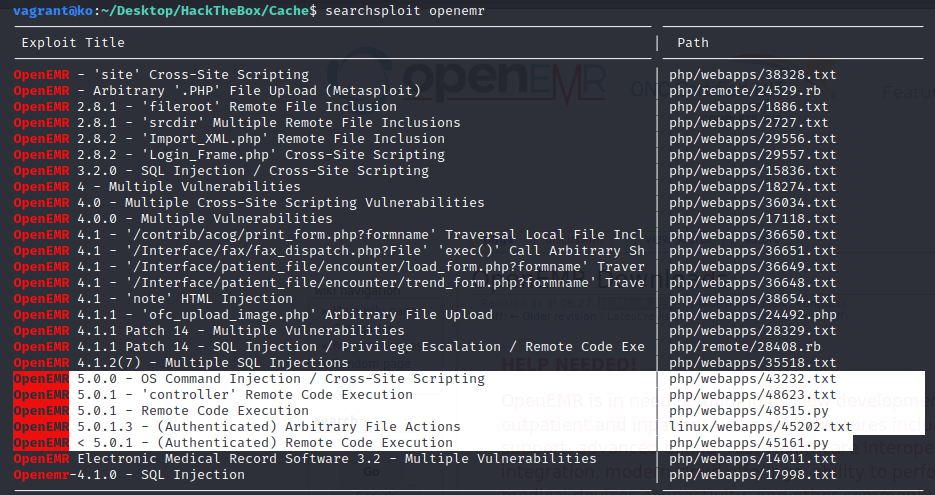 vagrant@ko:~/Desktop/HackTheBox/Cache$ searchsploit openemr
Exploit Title | Path
OpenEMR - 'site' Cross-Site Scripting | php/webapps/38328.txt
OpenEMR - Arbitrary '.PHP' File Upload (Metasploit) | php/remote/24529.rb
OpenEMR 2.8.1 - 'fileroot' Remote File Inclusion | php/webapps/1886.txt
OpenEMR 2.8.1 - 'srcdir' Multiple Remote File Inclusions | php/webapps/2727.txt
OpenEMR 2.8.2 - 'Import_XML.php' Remote File Inclusion | php/webapps/29556.txt
OpenEMR 2.8.2 - 'Login_Frame.php' Cross-Site Scripting | php/webapps/29557.txt
OpenEMR 3.2.0 - SQL Injection / Cross-Site Scripting | php/webapps/15836.txt
OpenEMR 4 - Multiple Vulnerabilities | php/webapps/18274.txt
OpenEMR 4.0 - Multiple Cross-Site Scripting Vulnerabilities | php/webapps/36034.txt
OpenEMR 4.0.0 - Multiple Vulnerabilities | php/webapps/17118.txt
OpenEMR 4.1 - '/contrib/acog/print_form.php?formname' Traversal Local File Incl | php/webapps/36650.txt
OpenEMR 4.1 - '/Interface/fax/fax_dispatch.php?File' 'exec()' Call Arbitrary Sh | php/webapps/36651.txt
OpenEMR 4.1 - '/Interface/patient_file/encounter/load_form.php?formname' Traver | php/webapps/36649.txt
OpenEMR 4.1 - '/Interface/patient_file/encounter/trend_form.php?formname' Trave | php/webapps/36648.txt
OpenEMR 4.1 - 'note' HTML Injection | php/webapps/38654.txt
OpenEMR 4.1.1 - 'ofc_upload_image.php' Arbitrary File Upload | php/webapps/24492.php
OpenEMR 4.1.1 Patch 14 - Multiple Vulnerabilities | php/webapps/28329.txt
OpenEMR 4.1.1 Patch 14 - SQL Injection / Privilege Escalation / Remote Code Exe | php/remote/28408.rb
OpenEMR 4.1.2(7) - Multiple SQL Injections | php/webapps/35518.txt
OpenEMR 5.0.0 - OS Command Injection / Cross-Site Scripting | php/webapps/43232.txt
OpenEMR 5.0.1 - 'controller' Remote Code Execution | php/webapps/48623.txt
OpenEMR 5.0.1 - Remote Code Execution | php/webapps/48515.py
OpenEMR 5.0.1.3 - (Authenticated) Arbitrary File Actions | linux/webapps/45202.txt
OpenEMR < 5.0.1 - (Authenticated) Remote Code Execution | php/webapps/45161.py
OpenEMR Electronic Medical Record Software 3.2 - Multiple Vulnerabilities | php/webapps/14011.txt
Openemr-4.1.0 - SQL Injection | php/webapps/17998.txt